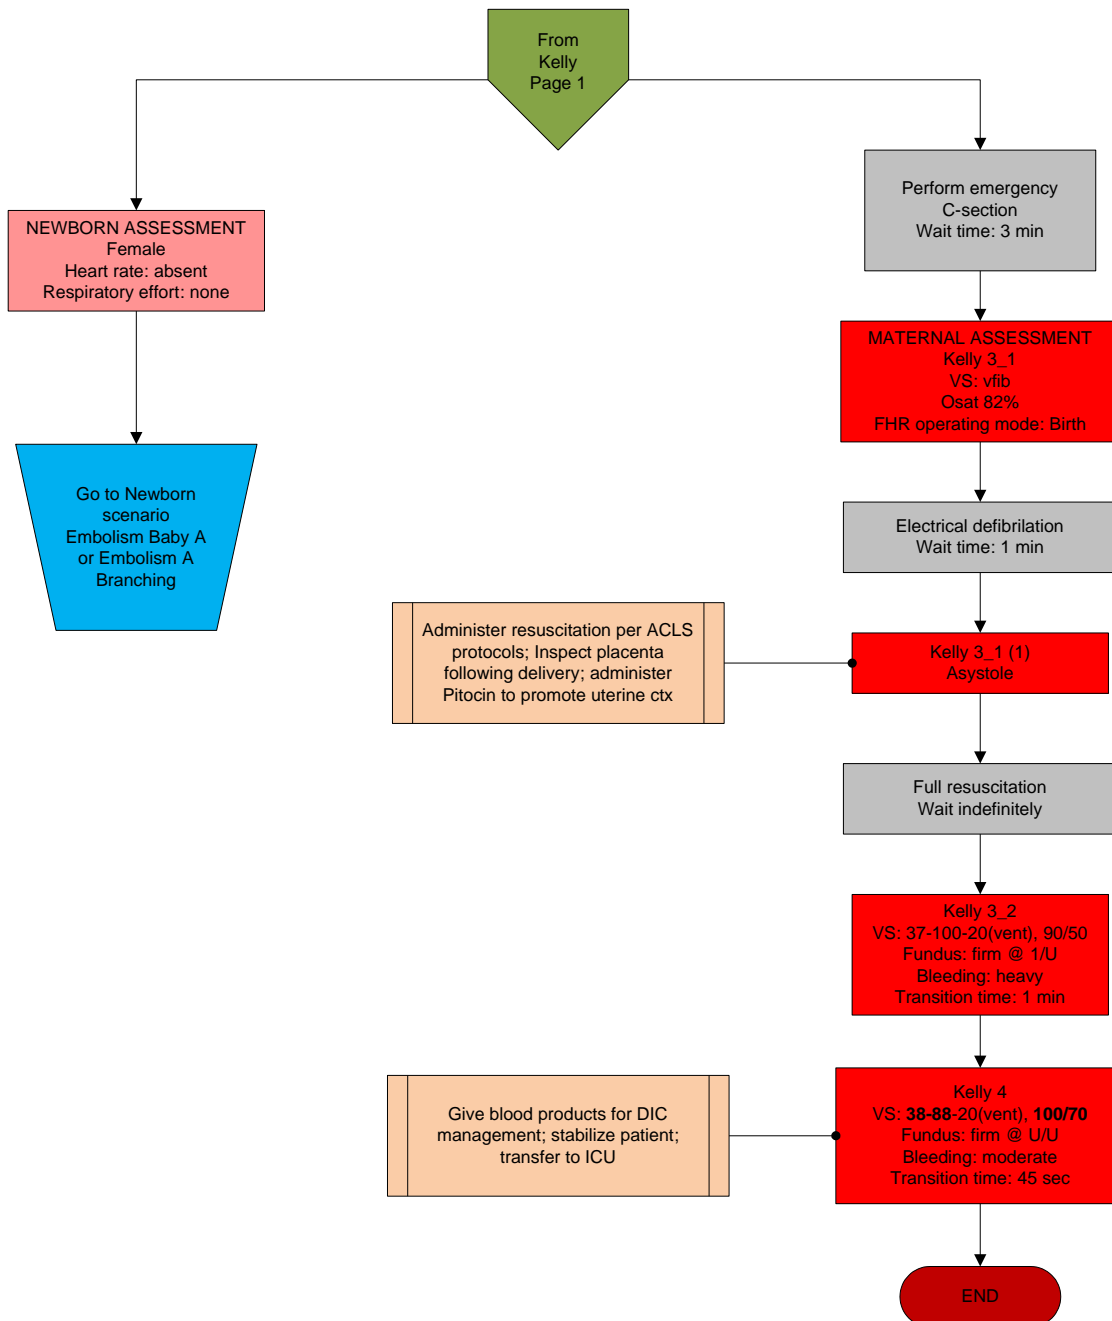 From
Kelly
Page 1
NEWBORN ASSESSMENT
Female
Heart rate: absent
Respiratory effort: none
Go to Newborn
scenario
Embolism Baby A
or Embolism A
Branching
Perform emergency
C-section
Wait time: 3 min
MATERNAL ASSESSMENT
Kelly 3_1
VS: vfib
Osat 82%
FHR operating mode: Birth
Electrical defibrilation
Wait time: 1 min
Administer resuscitation per ACLS
protocols; Inspect placenta
following delivery; administer
Pitocin to promote uterine ctx
Kelly 3_1 (1)
Asystole
Full resuscitation
Wait indefinitely
Kelly 3_2
VS: 37-100-20(vent), 90/50
Fundus: firm @ 1/U
Bleeding: heavy
Transition time: 1 min
Give blood products for DIC
management; stabilize patient;
transfer to ICU
Kelly 4
VS: 38-88-20(vent), 100/70
Fundus: firm @ U/U
Bleeding: moderate
Transition time: 45 sec
END